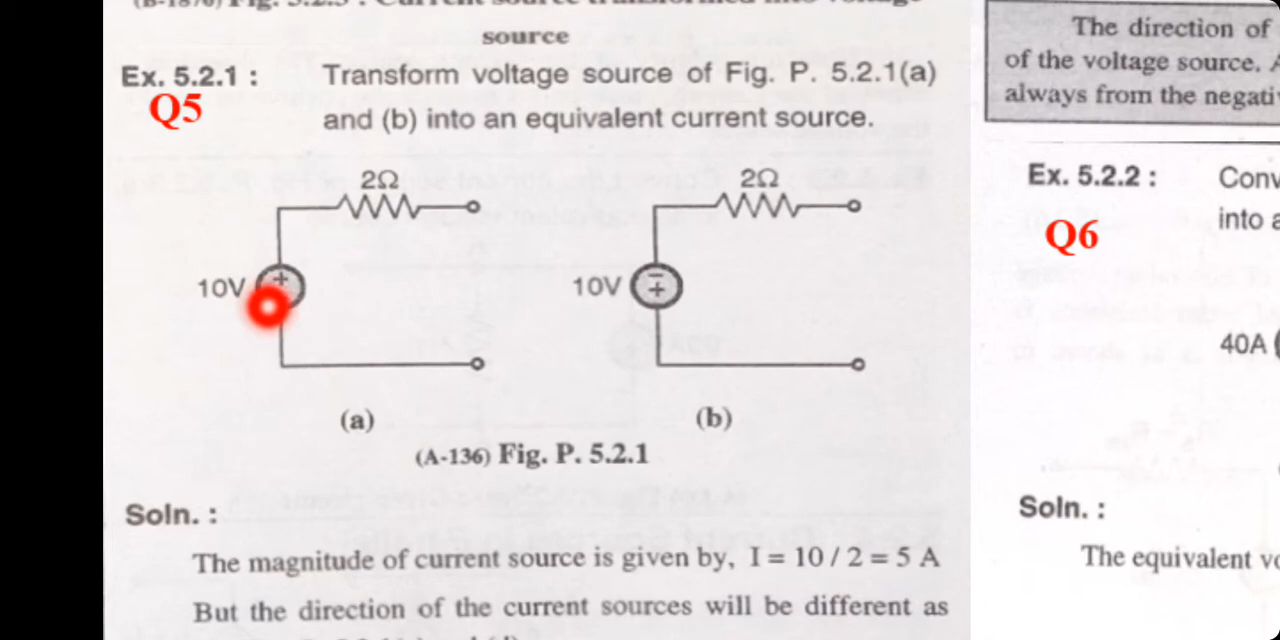 source
Ex. 5.2.1 :
Q5
Transform voltage source of Fig. P. 5.2.1(a)
and (b) into an equivalent current source.
2Ω
10V
+
(a)
2Ω
10V
−
+
(b)
(A-136) Fig. P. 5.2.1
Soln. :
The magnitude of current source is given by, I = 10 / 2 = 5 A
But the direction of the current sources will be different as
The direction of
of the voltage source.
always from the
Ex. 5.2.2 :
Q6
into
40A
Soln. :
The equivalent